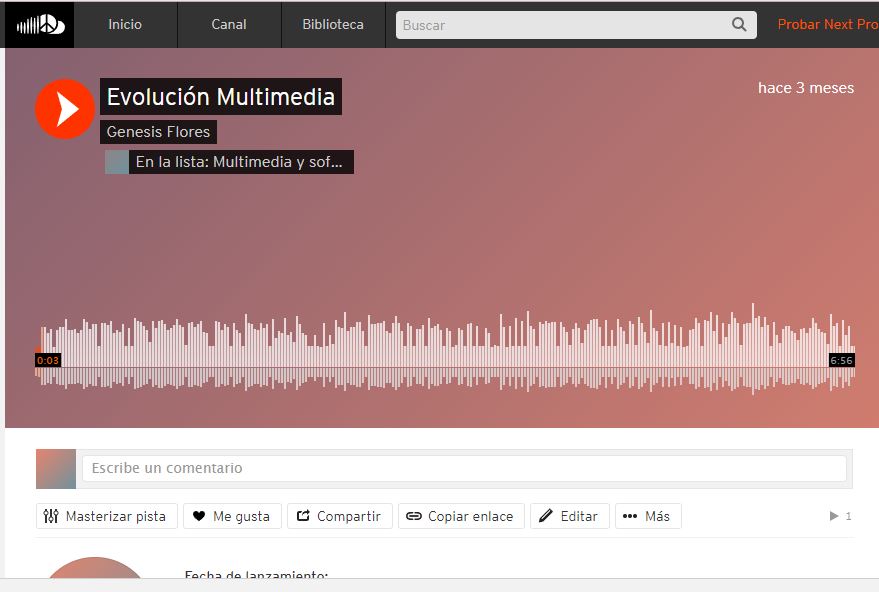 Inicio Canal Biblioteca Buscar Probar Next Pro
Evolución Multimedia
hace 3 meses
Genesis Flores
En la lista: Multimedia y sof...
0:03 6:56
Escribe un comentario
Masterizar pista Me gusta Compartir Copiar enlace Editar Más 1
Fecha de lanzamiento: